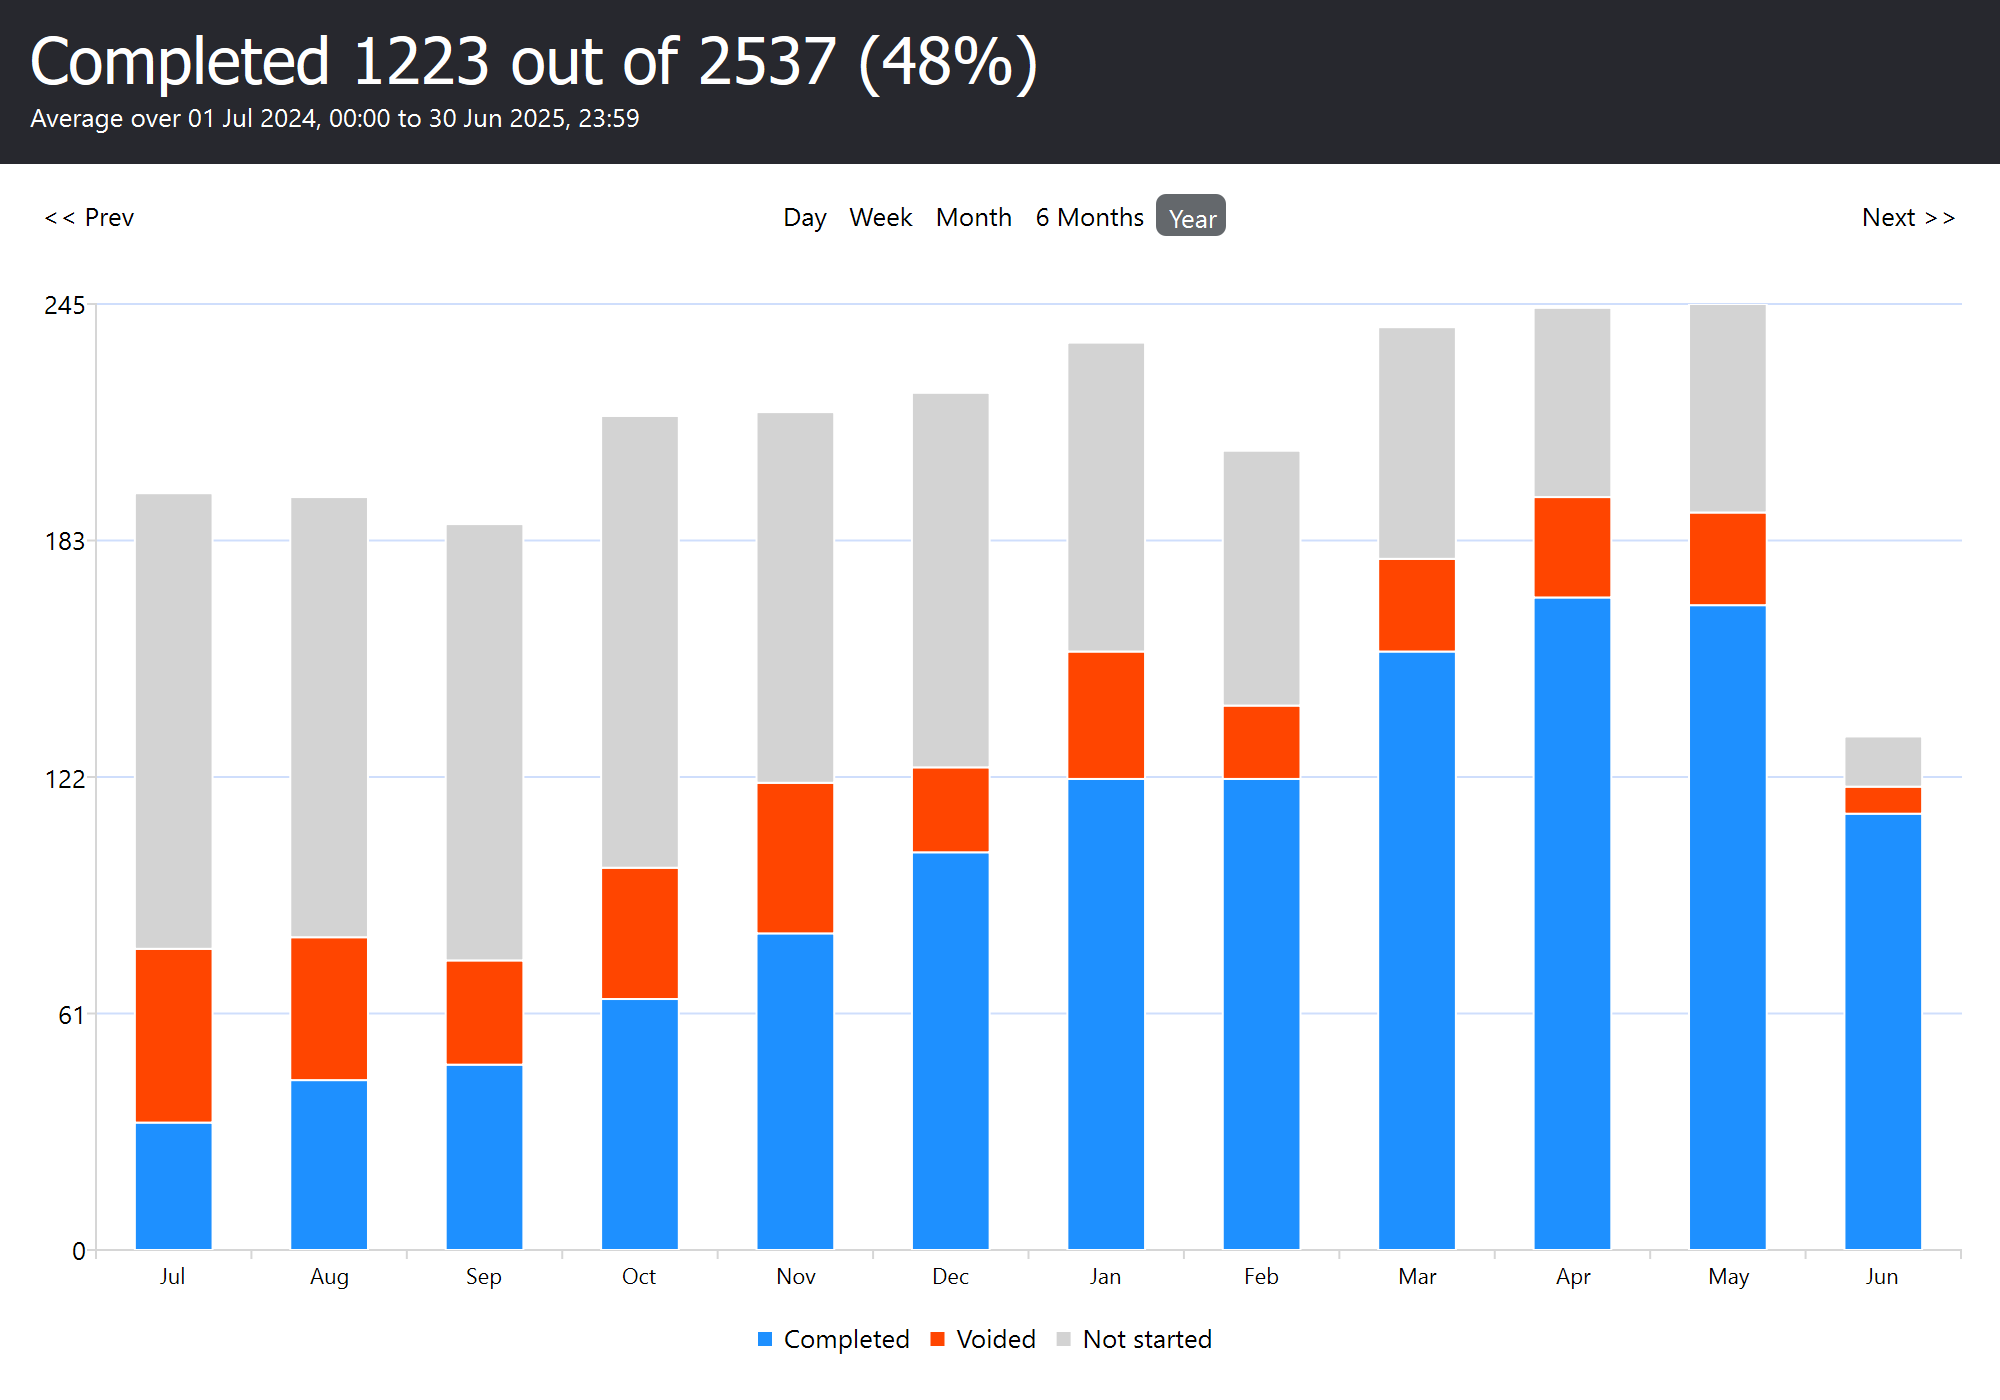 Completed 1223 out of 2537 (48%)
Average over 01 Jul 2024, 00:00 to 30 Jun 2025, 23:59
<< Prev Day Week Month 6 Months Year Next >>
245
183
122
61
0
Jul Aug Sep Oct Nov Dec Jan Feb Mar Apr May Jun
Completed Voided Not started